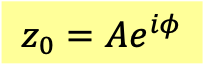 z₀ = Ae^{iϕ}